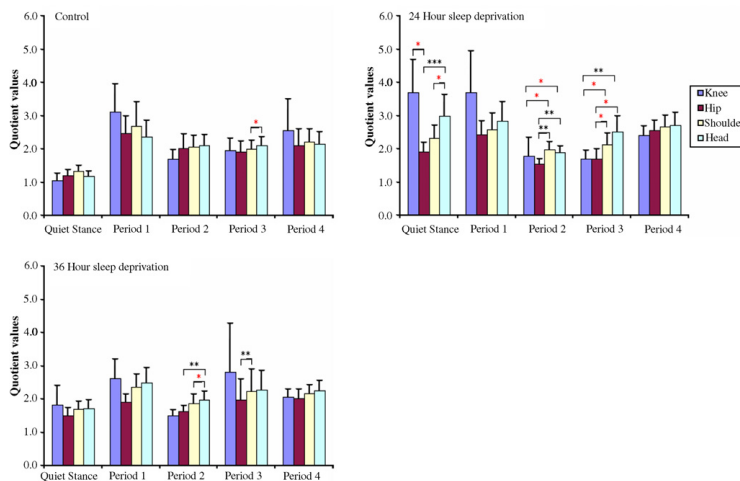 Control
Quotient values
6.0
5.0
4.0
3.0
2.0
1.0
0.0
Quiet Stance Period 1 Period 2 Period 3 Period 4
*
24 Hour sleep deprivation
Quotient values
6.0
5.0
4.0
3.0
2.0
1.0
0.0
* *** *
* * ** **
** * * *
Quiet Stance Period 1 Period 2 Period 3 Period 4
Knee
Hip
Shoulde
Head
36 Hour sleep deprivation
Quotient values
6.0
5.0
4.0
3.0
2.0
1.0
0.0
** *
**
Quiet Stance Period 1 Period 2 Period 3 Period 4